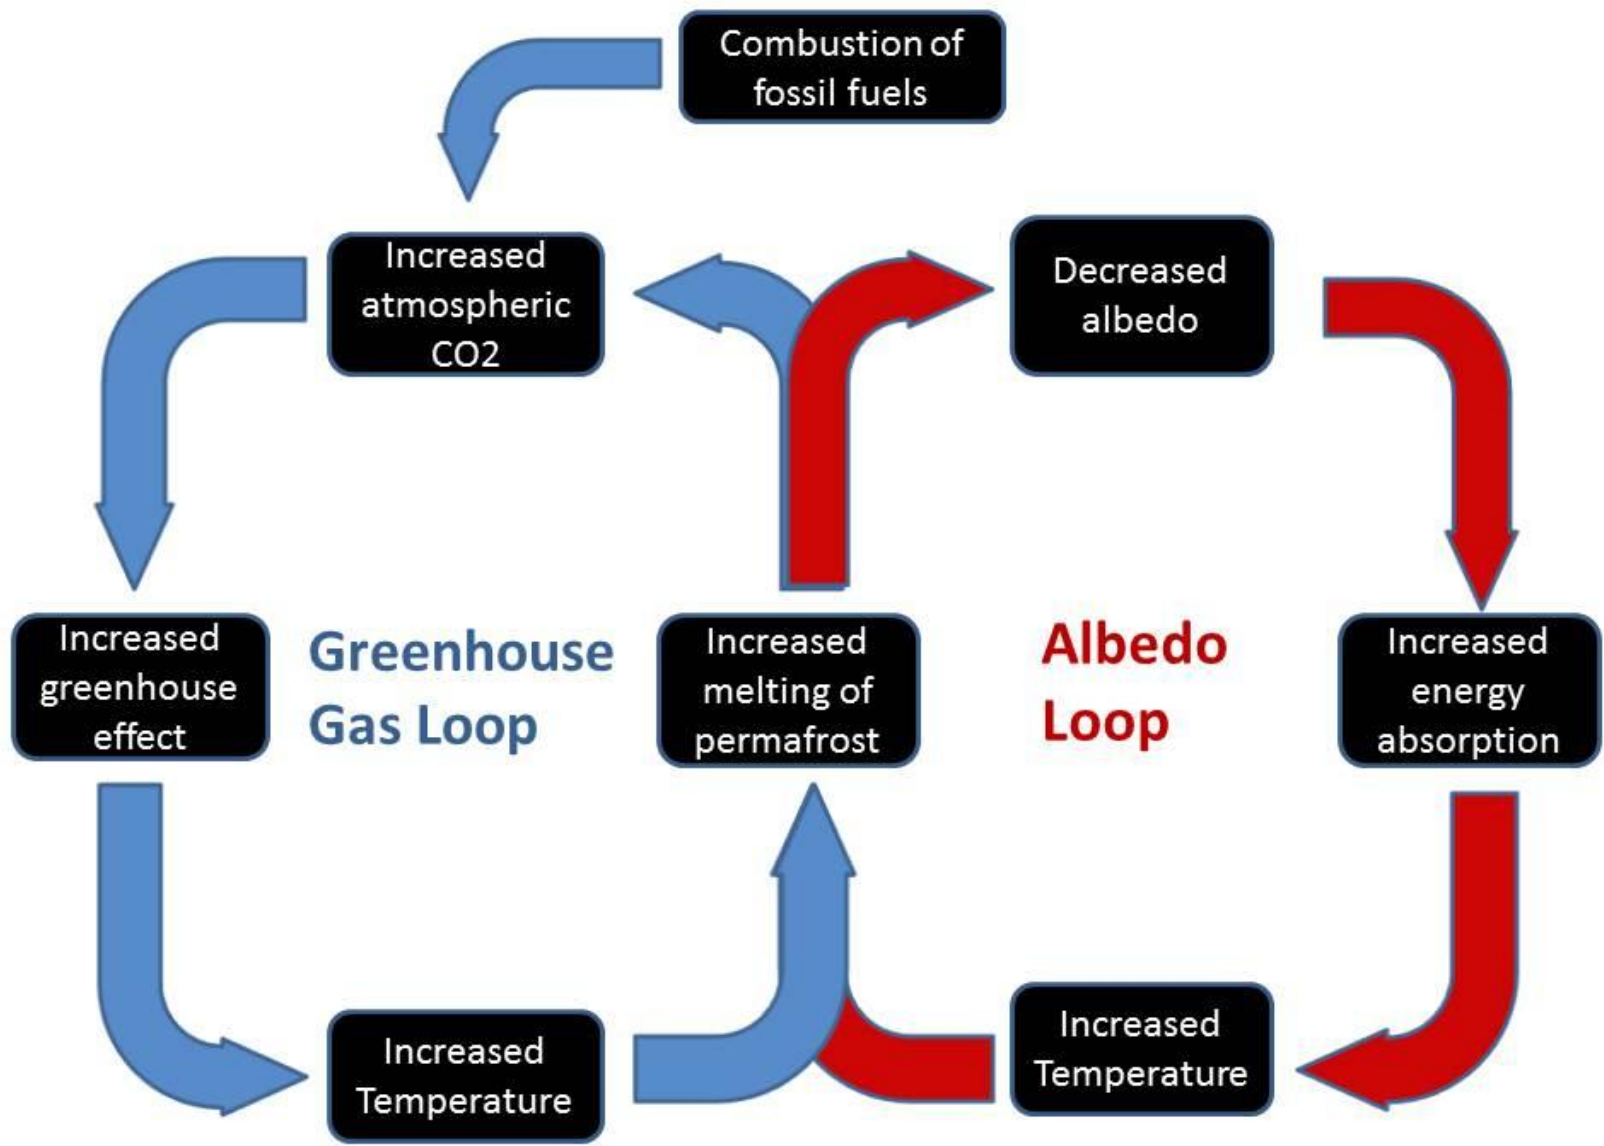 Combustion of
fossil fuels
Increased
atmospheric
CO2
Decreased
albedo
Increased
greenhouse
effect
Greenhouse
Gas Loop
Increased
melting of
permafrost
Albedo
Loop
Increased
energy
absorption
Increased
Temperature
Increased
Temperature